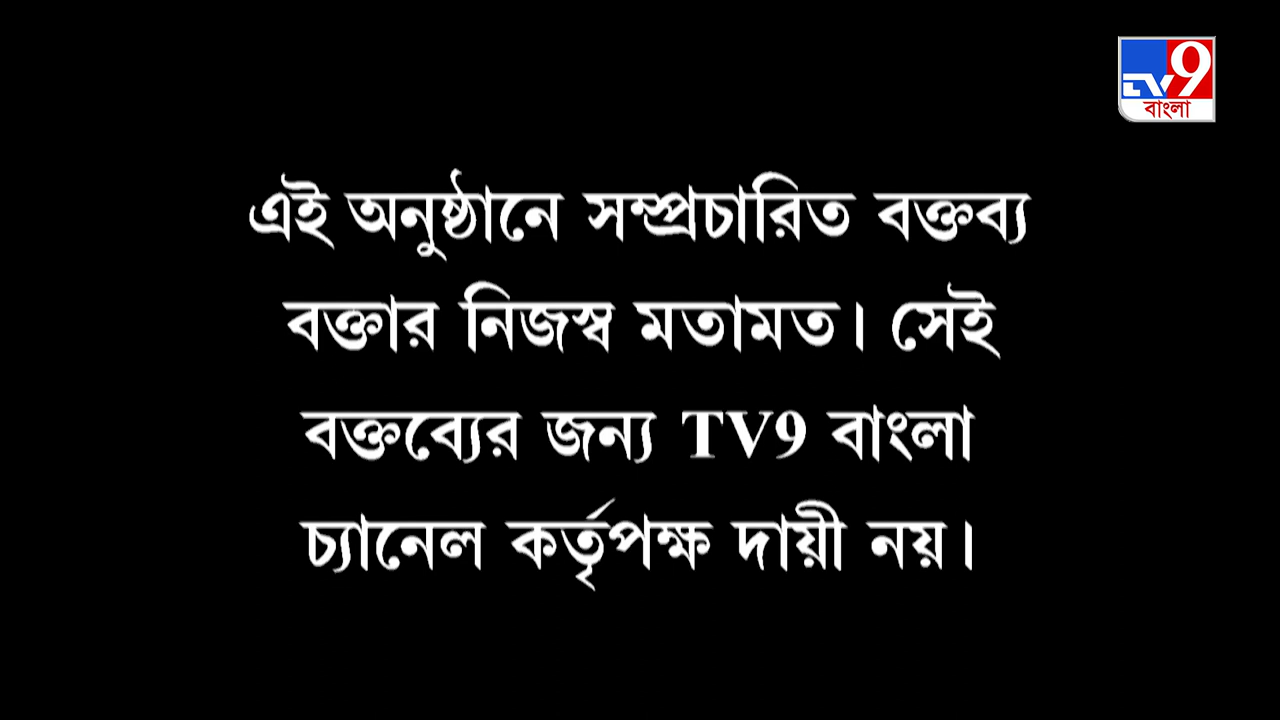 TV9
বাংলা
এই অনুষ্ঠানে সম্প্রচারিত বক্তব্য
বক্তার নিজস্ব মতামত। সেই
বক্তব্যের জন্য TV9 বাংলা
চ্যানেল কর্তৃপক্ষ দায়ী নয়।